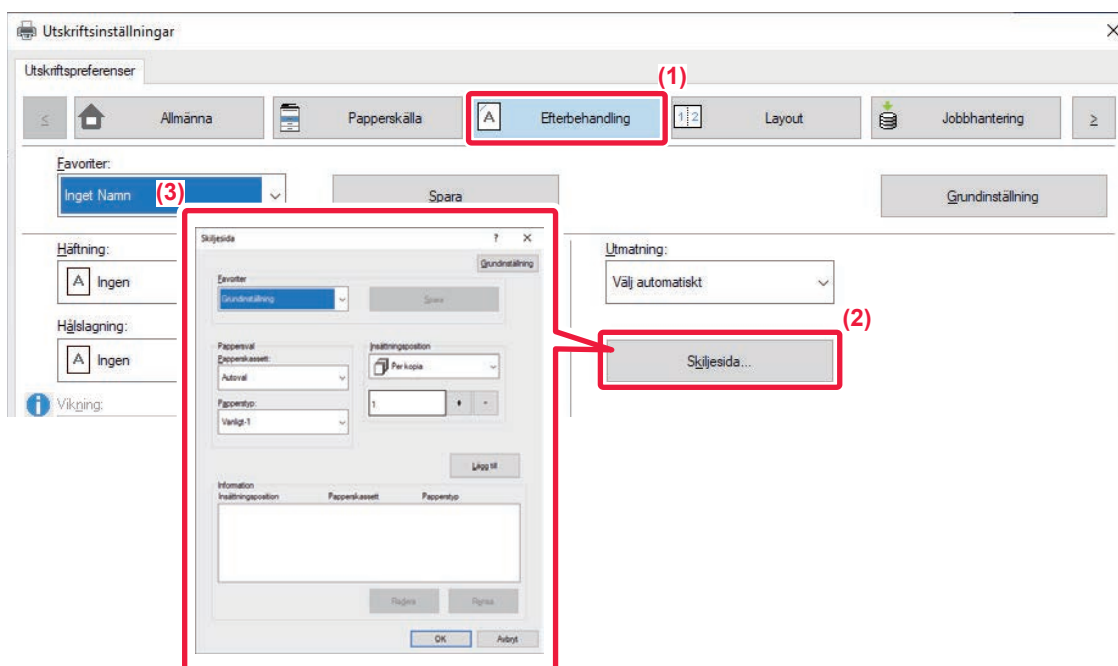 Utskriftsinställningar
Utskriftspreferenser
(1)
< Allmänna Papperskälla A Efterbehandling 1 2 Layout Jobbhantering >
Favoriter:
Inget Namn (3) Spara Grundinställning
Häftning:
A Ingen
Hålslagning:
A Ingen
i Vikning:
Utmatning:
Välj automatiskt
(2)
Skiljesida...
Skiljesida ? X
Grundinställning
Favoriter
Grundinställning Spara
Pappersval
Papperskassett:
Autoval
Papperstyp:
Vanligt-1
Insättningsposition
Per kopia
1 + -
Lägg till
Information
Insättningsposition Papperskassett Papperstyp
Radera Rensa
OK Avbryt